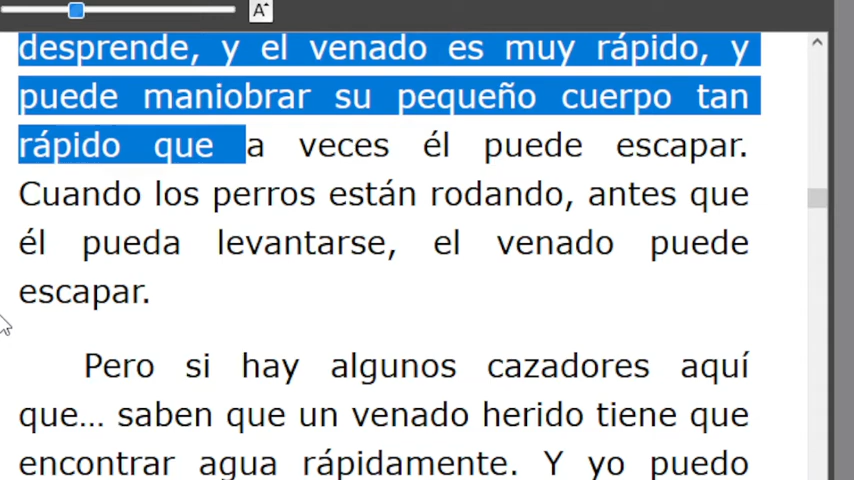 A
desprende, y el venado es muy rápido, y
puede maniobrar su pequeño cuerpo tan
rápido que a veces él puede escapar.
Cuando los perros están rodando, antes que
él pueda levantarse, el venado puede
escapar.
Pero si hay algunos cazadores aquí
que... saben que un venado herido tiene que
encontrar agua rápidamente. Y yo puedo